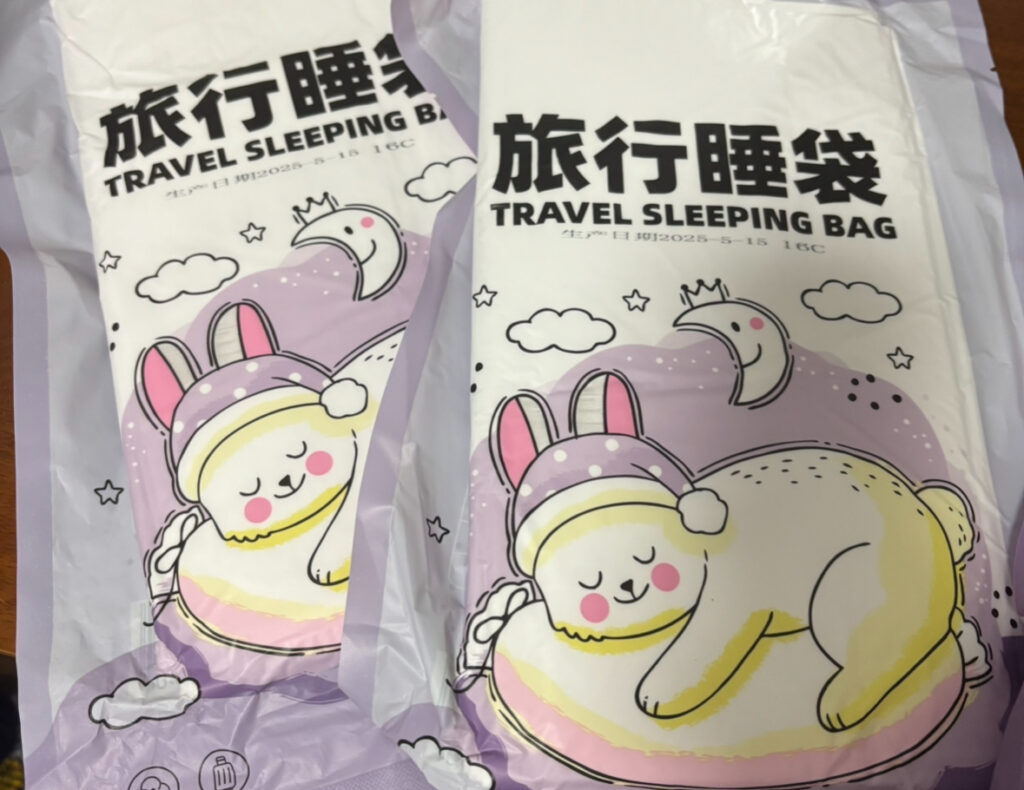 旅行睡
TRAVEL SLEEPING BA
生产日期2025-5-15 16C
旅行睡袋
TRAVEL SLEEPING BAG
生产日期2025-5-15 16C